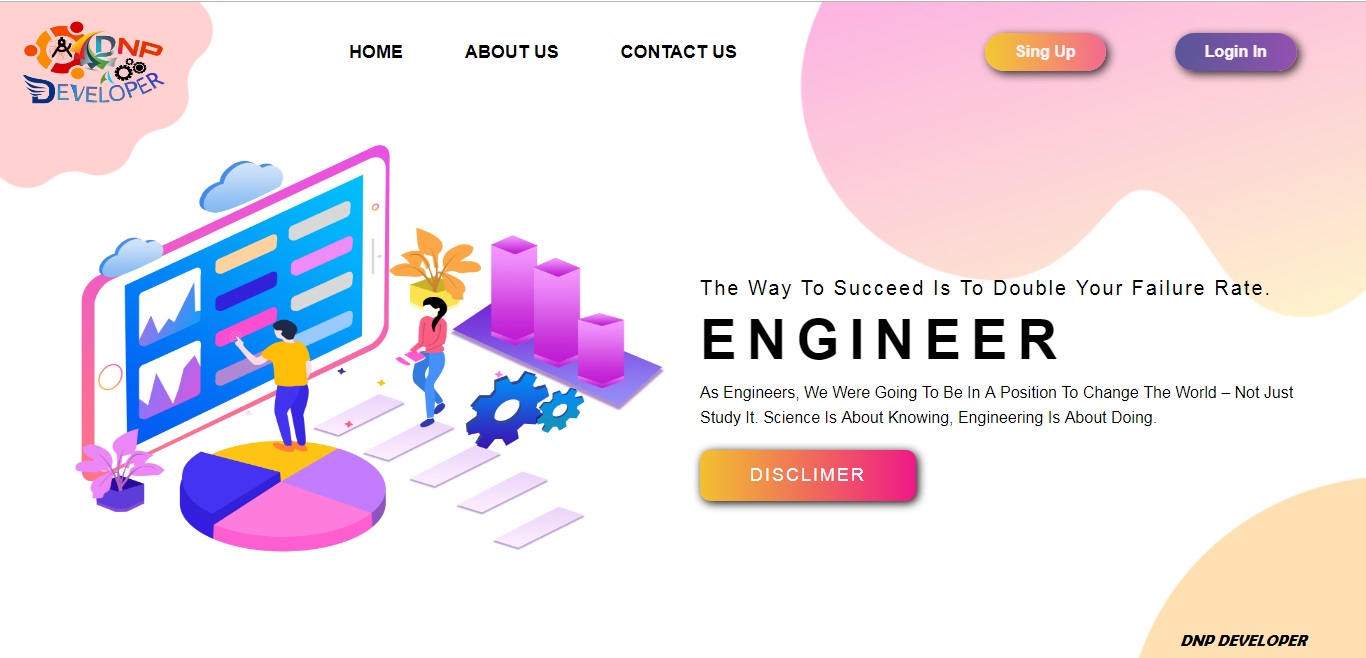 DNP
DEVELOPER
HOME ABOUT US CONTACT US Sing Up Login In
The Way To Succeed Is To Double Your Failure Rate.
ENGINEER
As Engineers, We Were Going To Be In A Position To Change The World – Not Just
Study It. Science Is About Knowing, Engineering Is About Doing.
DISCLIMER
DNP DEVELOPER